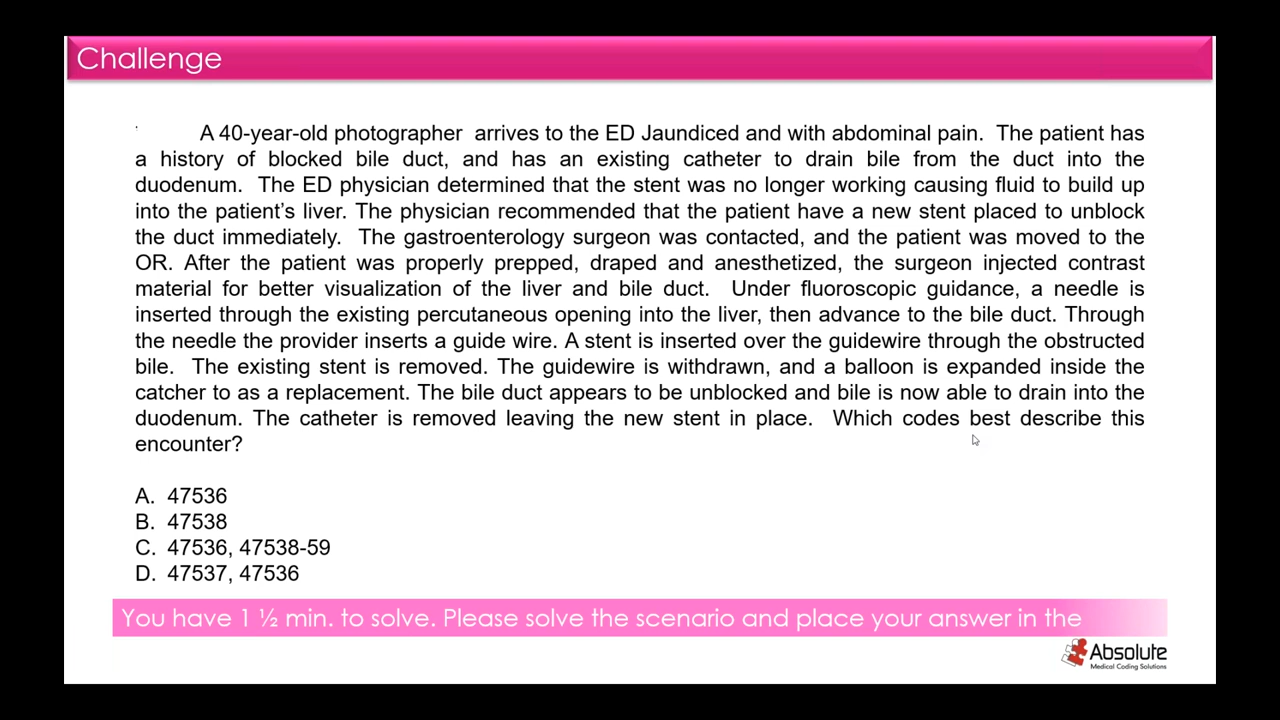 Challenge
A 40-year-old photographer arrives to the ED Jaundiced and with abdominal pain. The patient has
a history of blocked bile duct, and has an existing catheter to drain bile from the duct into the
duodenum. The ED physician determined that the stent was no longer working causing fluid to build up
into the patient's liver. The physician recommended that the patient have a new stent placed to unblock
the duct immediately. The gastroenterology surgeon was contacted, and the patient was moved to the
OR. After the patient was properly prepped, draped and anesthetized, the surgeon injected contrast
material for better visualization of the liver and bile duct. Under fluoroscopic guidance, a needle is
inserted through the existing percutaneous opening into the liver, then advance to the bile duct. Through
the needle the provider inserts a guide wire. A stent is inserted over the guidewire through the obstructed
bile. The existing stent is removed. The guidewire is withdrawn, and a balloon is expanded inside the
catcher to as a replacement. The bile duct appears to be unblocked and bile is now able to drain into the
duodenum. The catheter is removed leaving the new stent in place. Which codes best describe this
encounter?
A. 47536
B. 47538
C. 47536, 47538-59
D. 47537, 47536
You have 1 ½ min. to solve. Please solve the scenario and place your answer in the
Absolute
Medical Coding Solutions